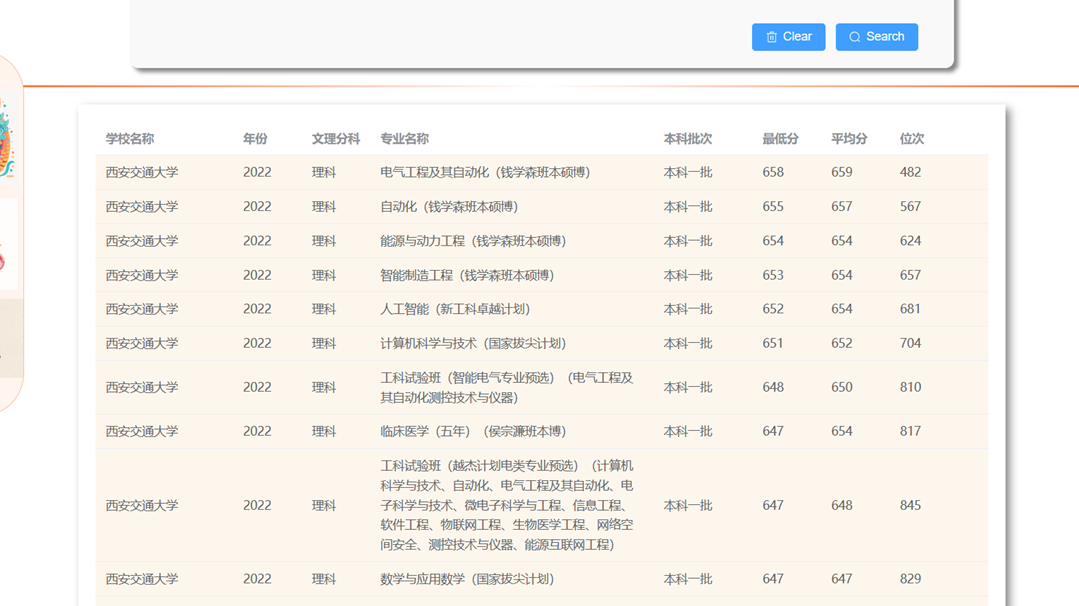 Clear Search
学校名称 年份 文理分科 专业名称 本科批次 最低分 平均分 位次
西安交通大学 2022 理科 电气工程及其自动化（钱学森班本硕博） 本科一批 658 659 482
西安交通大学 2022 理科 自动化（钱学森班本硕博） 本科一批 655 657 567
西安交通大学 2022 理科 能源与动力工程（钱学森班本硕博） 本科一批 654 654 624
西安交通大学 2022 理科 智能制造工程（钱学森班本硕博） 本科一批 653 654 657
西安交通大学 2022 理科 人工智能（新工科卓越计划） 本科一批 652 654 681
西安交通大学 2022 理科 计算机科学与技术（国家拔尖计划） 本科一批 651 652 704
工科试验班（智能电气专业预选）（电气工程及
西安交通大学 2022 理科 本科一批 648 650 810
其自动化测控技术与仪器）
西安交通大学 2022 理科 临床医学（五年）（侯宗濂班本博） 本科一批 647 654 817
工科试验班（越杰计划电类专业预选）（计算机
科学与技术、自动化、电气工程及其自动化、电
西安交通大学 2022 理科 子科学与技术、微电子科学与工程、信息工程、 本科一批 647 648 845
软件工程、物联网工程、生物医学工程、网络空
间安全、测控技术与仪器、能源互联网工程）
西安交通大学 2022 理科 数学与应用数学（国家拔尖计划） 本科一批 647 647 829